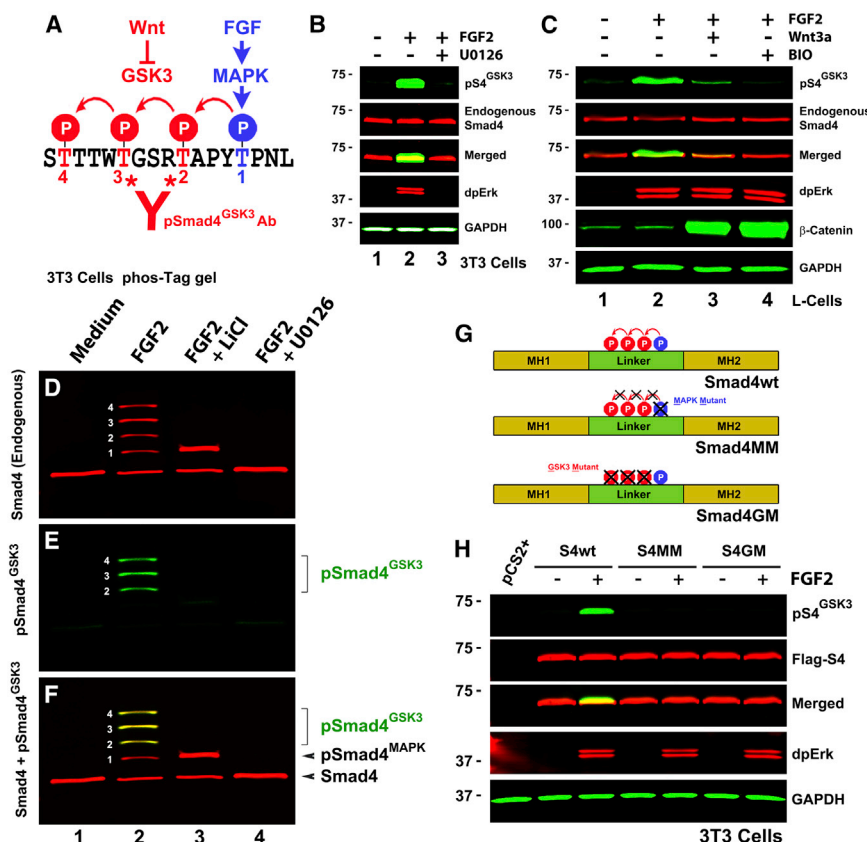 A
Wnt
FGF
GSK3
MAPK
P P P P
STTTWTGSRTAPYTPNL
4 3 2 1
* *
Y
pSmad4GSK3 Ab
B
- + + FGF2
- - + U0126
75 -
pS4GSK3
75 -
Endogenous
Smad4
75 -
Merged
37 -
dpErk
37 -
GAPDH
1 2 3 3T3 Cells
C
- + + + FGF2
- - + - Wnt3a
- - - + BIO
75 -
pS4GSK3
75 -
Endogenous
Smad4
75 -
Merged
37 -
dpErk
100 -
β-Catenin
37 -
GAPDH
1 2 3 4 L-Cells
3T3 Cells phos-Tag gel
Medium
FGF2
FGF2
+ LiCl
FGF2
+ U0126
D
Smad4 (Endogenous)
4
3
2
1
E
pSmad4GSK3
4
3
2
pSmad4GSK3
F
Smad4 + pSmad4GSK3
4
3
2
1
pSmad4GSK3
pSmad4MAPK
Smad4
1 2 3 4
G
P P P P
MH1 Linker MH2
Smad4wt
P P P P
MAPK Mutant
MH1 Linker MH2
Smad4MM
GSK3 Mutant
P P P P
MH1 Linker MH2
Smad4GM
H
pCS2+
S4wt S4MM S4GM
- + - + - + FGF2
75 -
pS4GSK3
75 -
Flag-S4
75 -
Merged
37 -
dpErk
37 -
GAPDH
3T3 Cells